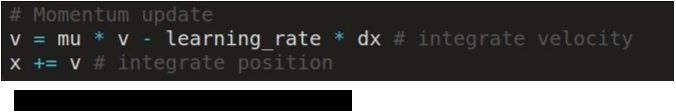 # Momentum update
v = mu * v - learning_rate * dx # integrate velocity
x += v # integrate position